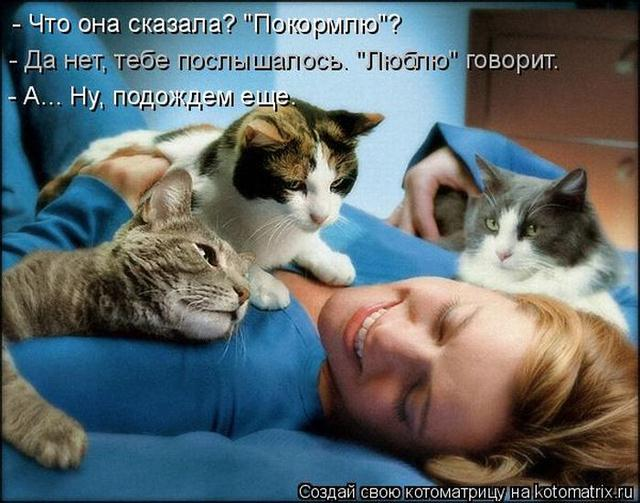 - Что она сказала? "Покормлю"?
- Да нет, тебе послышалось. "Люблю" говорит.
- А... Ну, подождем еще.
Создай свою котоматрицу на kotomatrix.ru